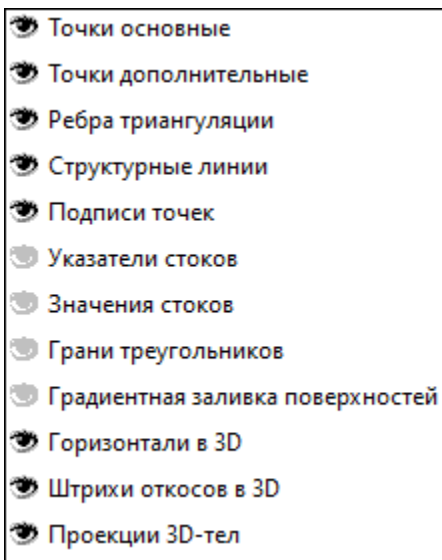 Точки основные
Точки дополнительные
Ребра триангуляции
Структурные линии
Подписи точек
Указатели стоков
Значения стоков
Грани треугольников
Градиентная заливка поверхностей
Горизонтали в 3D
Штрихи откосов в 3D
Проекции 3D-тел